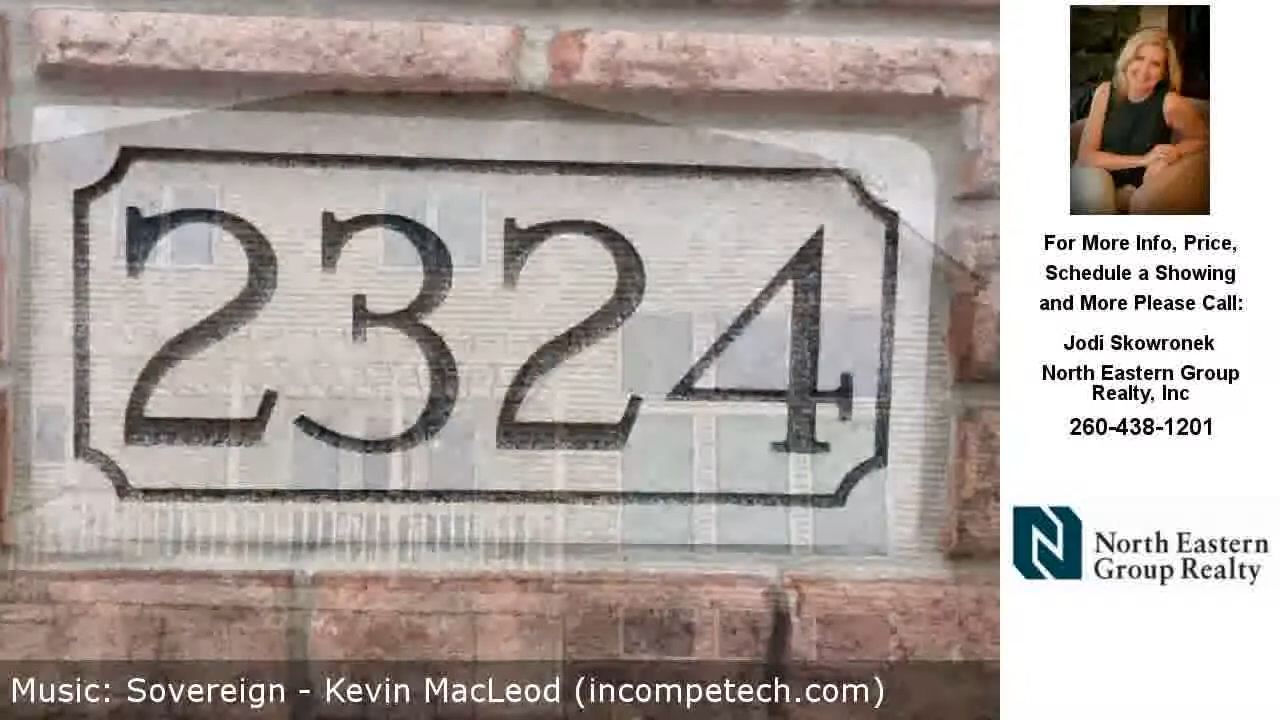 2324
For More Info, Price,
Schedule a Showing
and More Please Call:
Jodi Skowronek
North Eastern Group
Realty, Inc
260-438-1201
North Eastern
Group Realty
Music: Sovereign - Kevin MacLeod (incompetech.com)